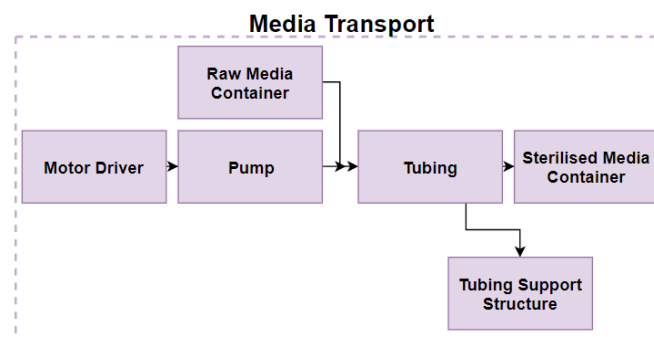 Media Transport
Raw Media
Container
Motor Driver
Pump
Tubing
Sterilised Media
Container
Tubing Support
Structure